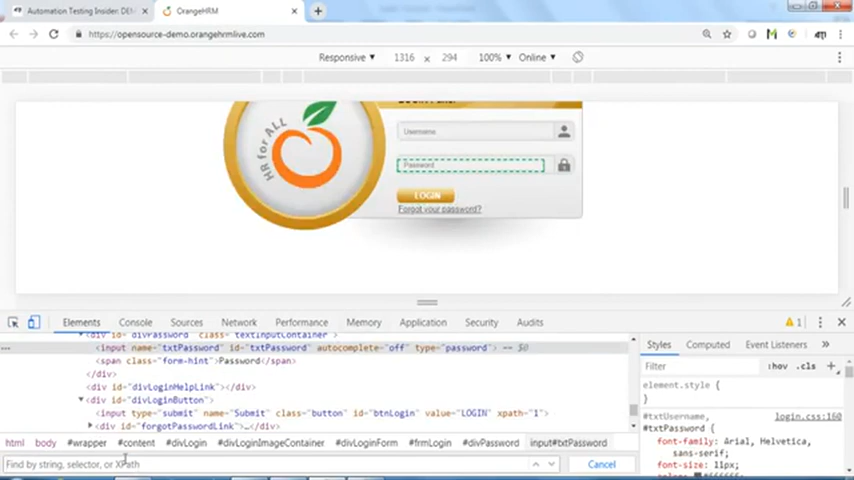 Automation Testing Insider: DEM
OrangeHRM
https://opensource-demo.orangehrmlive.com
Responsive ▼ 1316 × 294 100% ▼ Online ▼
HR for ALL
Username
Password
LOGIN
Forgot your password?
Elements Console Sources Network Performance Memory Application Security Audits
1
<input name="txtPassword" id="txtPassword" autocomplete="off" type="password"> == $0
<span class="form-hint">Password</span>
</div>
<div id="divLoginHelpLink"></div>
<div id="divLoginButton">
<input type="submit" name="Submit" class="button" id="btnLogin" value="LOGIN" xpath="1">
<div id="forgotPasswordLink">…</div>
html body #wrapper #content #divLogin #divLoginImageContainer #divLoginForm #frmLogin #divPassword input#txtPassword
Find by string, selector, or XPath
Cancel
Styles Computed Event Listeners »
Filter :hov .cls +
element.style {
}
#txtUsername, login.css:160
#txtPassword {
font-family: Arial, Helvetica,
sans-serif;
font-size: 11px;